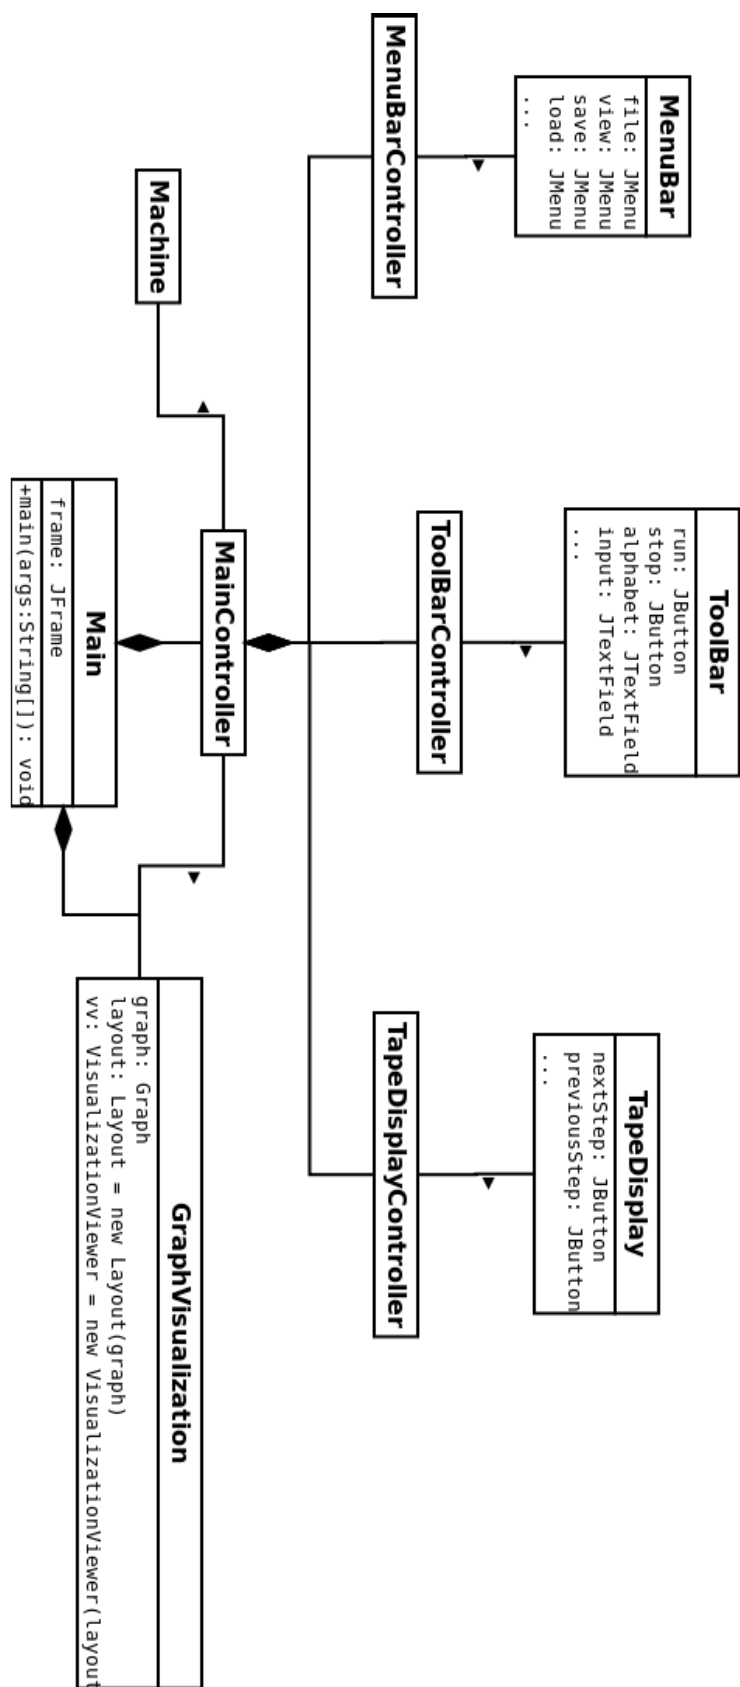 MenuBar
file: JMenu
view: JMenu
save: JMenu
load: JMenu
...
ToolBar
run: JButton
stop: JButton
alphabet: JTextField
input: JTextField
...
TapeDisplay
nextStep: JButton
previousStep: JButton
...
MenuBarController
ToolBarController
TapeDisplayController
Machine
MainController
Main
frame: JFrame
+main(args:String[]): void
GraphVisualization
graph: Graph
layout: Layout = new Layout(graph)
vv: VisualizationViewer = new VisualizationViewer(layout